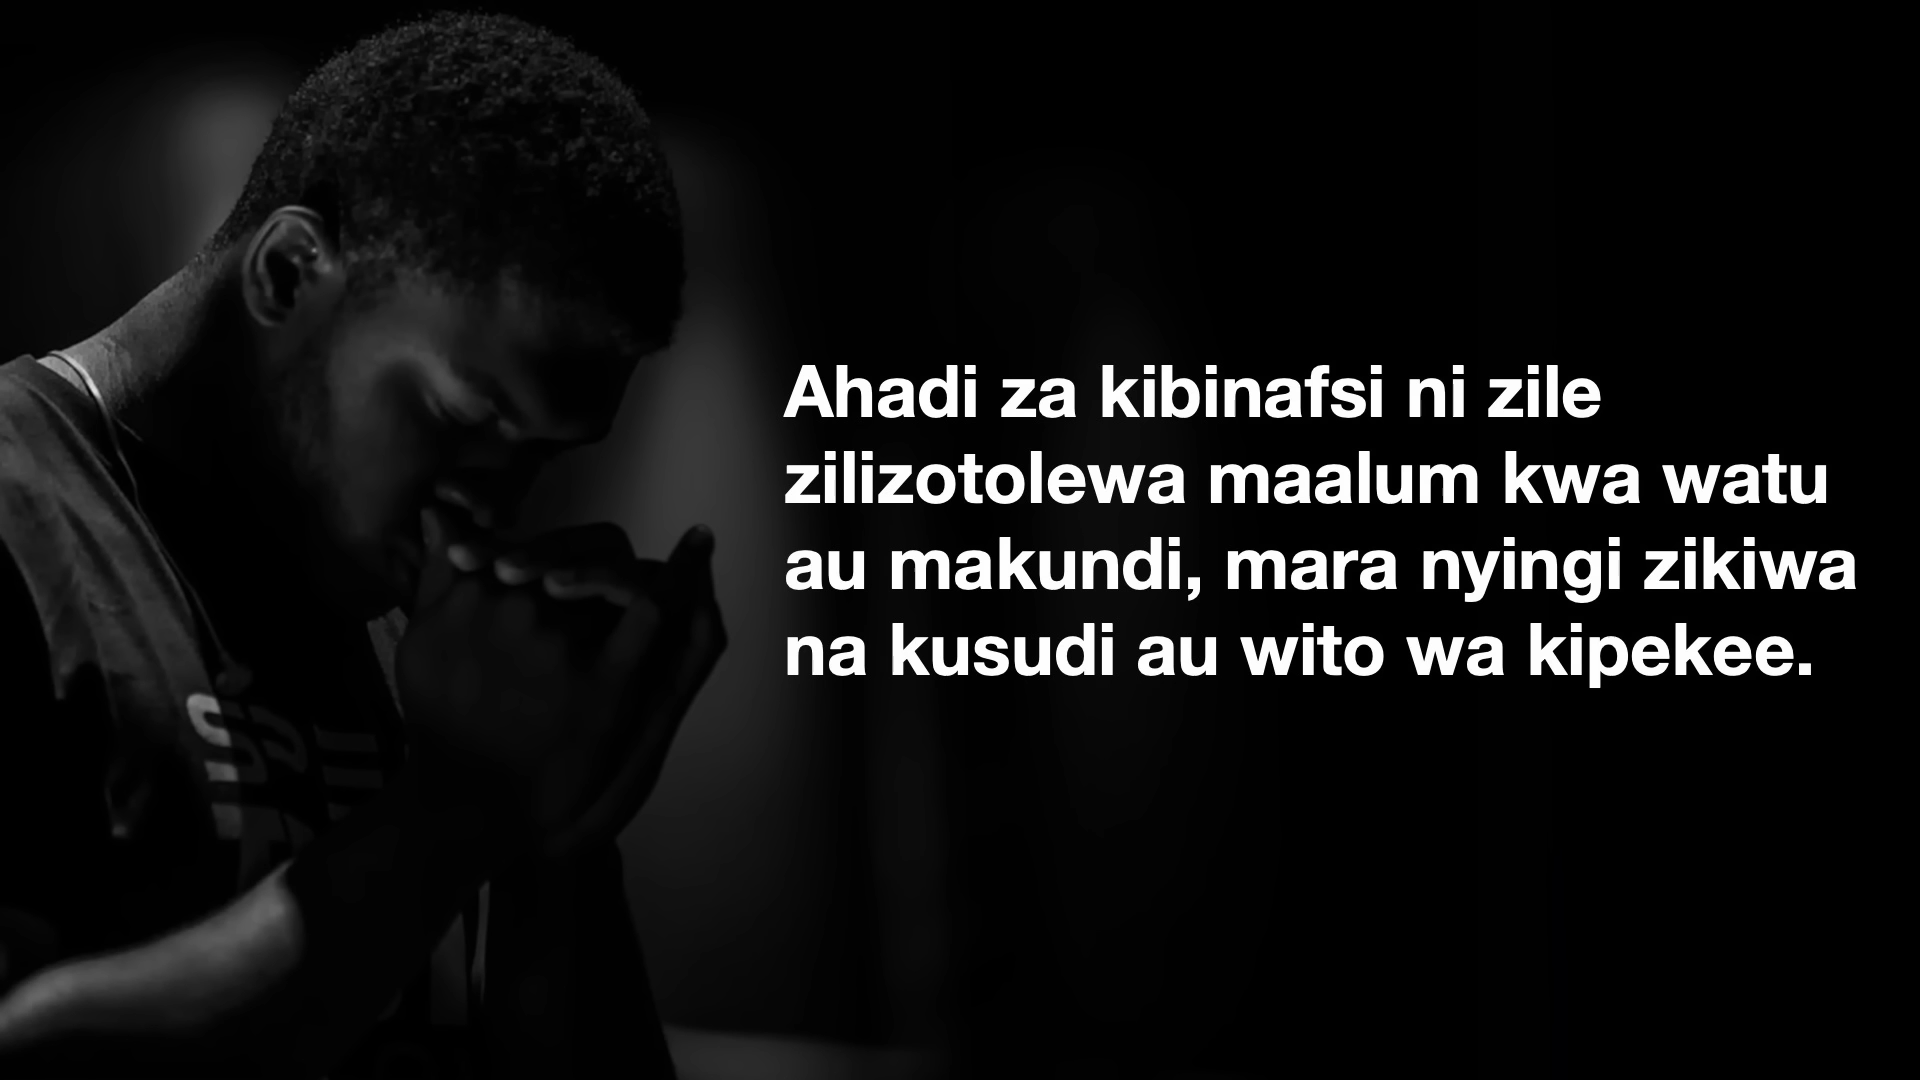 Ahadi za kibinafsi ni zile
zilizotolewa maalum kwa watu
au makundi, mara nyingi zikiwa
na kusudi au wito wa kipekee.